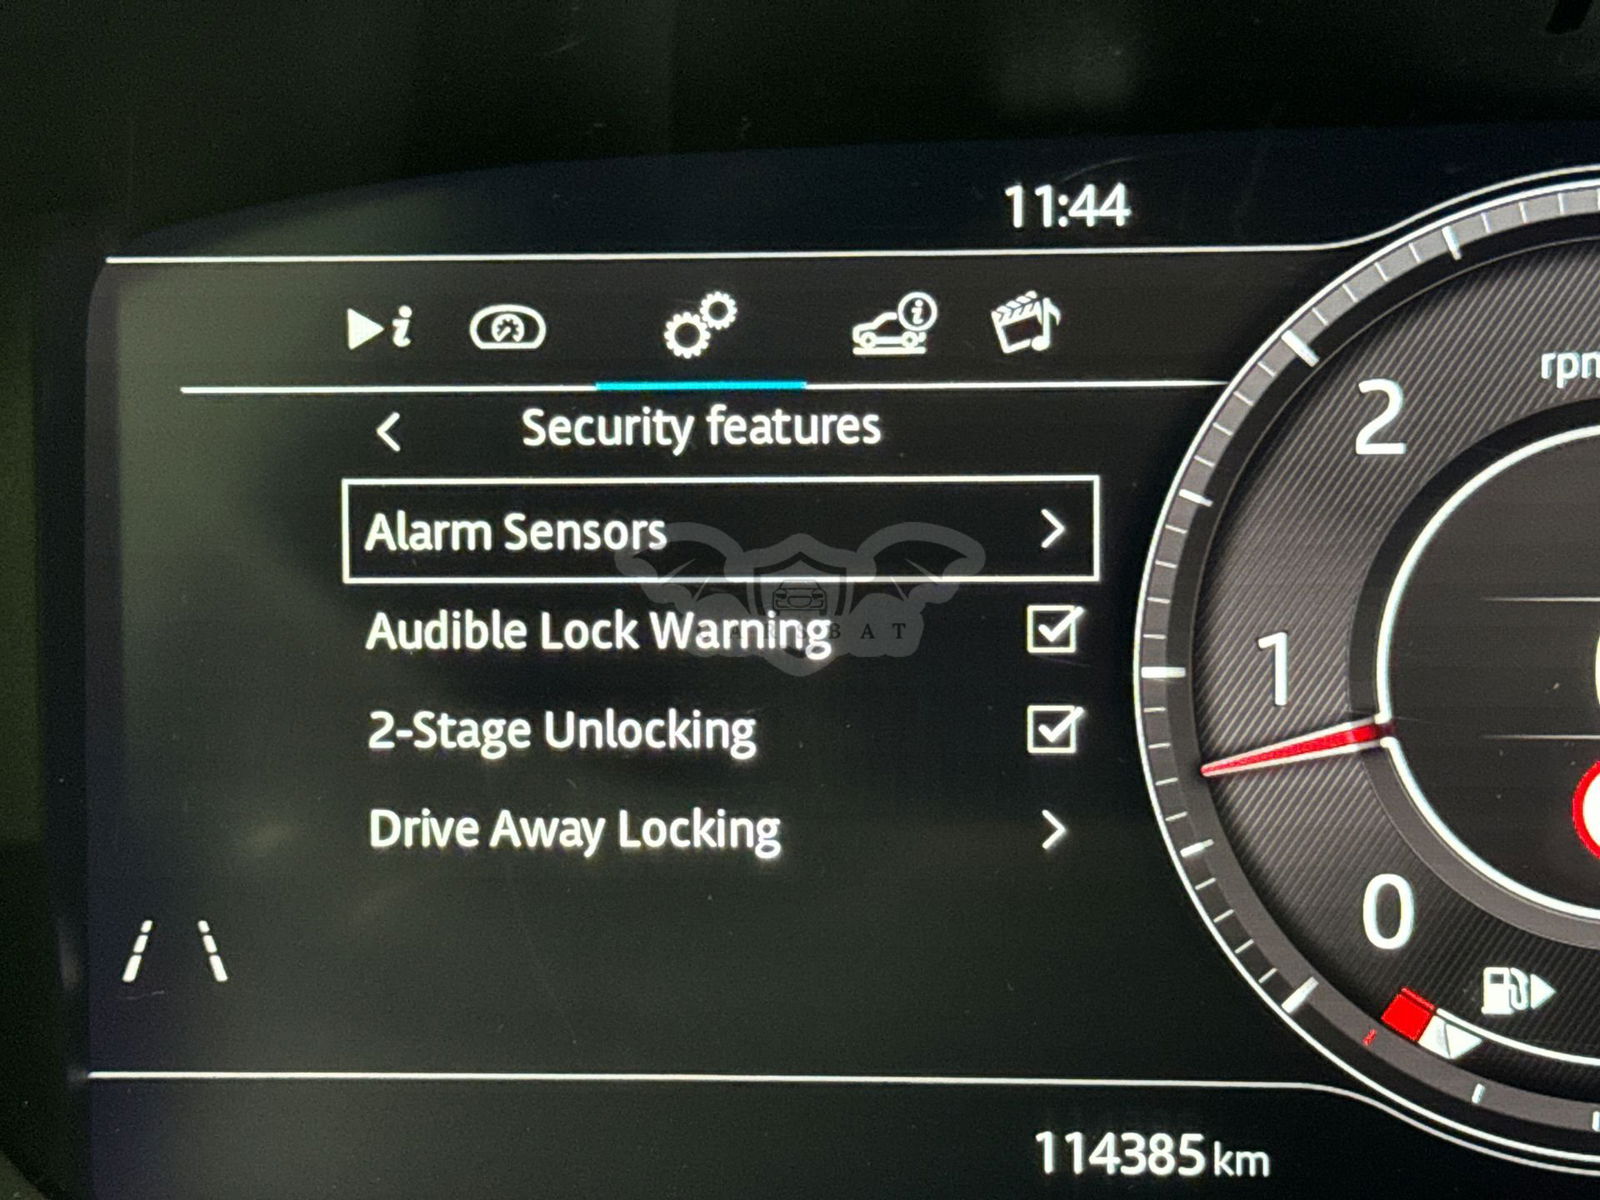 11:44
i
i
Security features
Alarm Sensors
Audible Lock Warning
BAT
2-Stage Unlocking
Drive Away Locking
2
1
0
114385 km